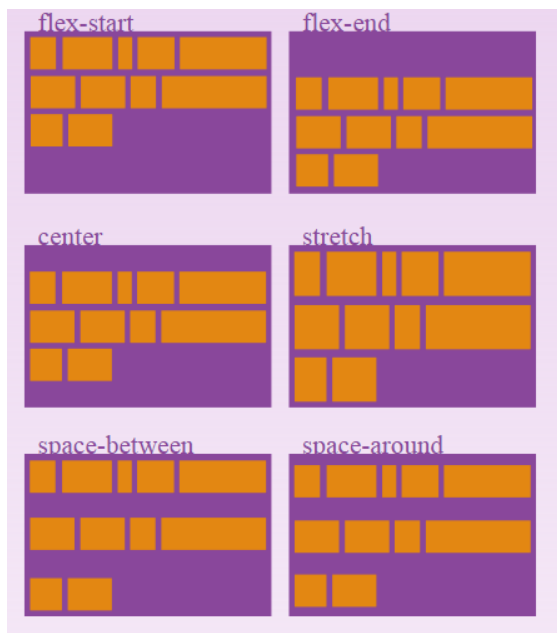 flex-start
flex-end
center
stretch
space-between
space-around